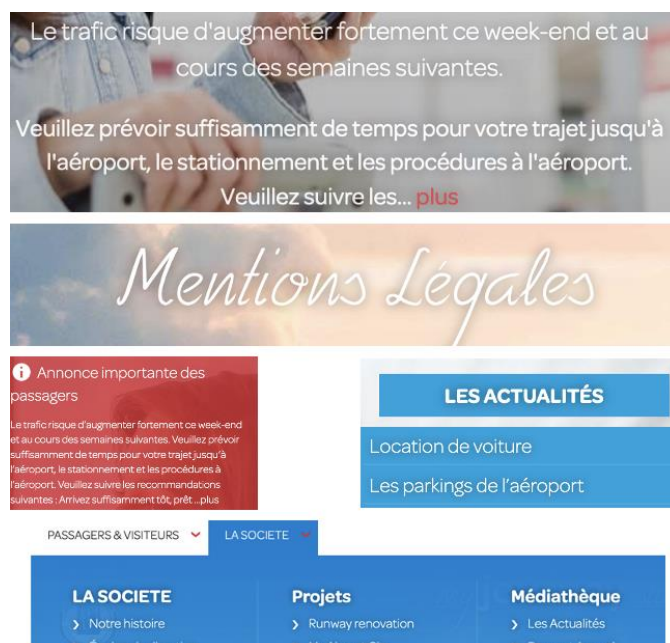 Le trafic risque d'augmenter fortement ce week-end et au
cours des semaines suivantes.
Veuillez prévoir suffisamment de temps pour votre trajet jusqu'à
l'aéroport, le stationnement et les procédures à l'aéroport.
Veuillez suivre les... plus
Mentions Légales
Annonce importante des
passagers
Le trafic risque d'augmenter fortement ce week-end
et au cours des semaines suivantes. Veuillez prévoir
suffisamment de temps pour votre trajet jusqu'à
l'aéroport, le stationnement et les procédures à
l'aéroport. Veuillez suivre les recommandations
suivantes : Arrivez suffisamment tôt, prêt ...plus
LES ACTUALITÉS
Location de voiture
Les parkings de l'aéroport
PASSAGERS & VISITEURS
LA SOCIETE
LA SOCIETE
Projets
Médiathèque
Notre histoire
Runway renovation
Les Actualités